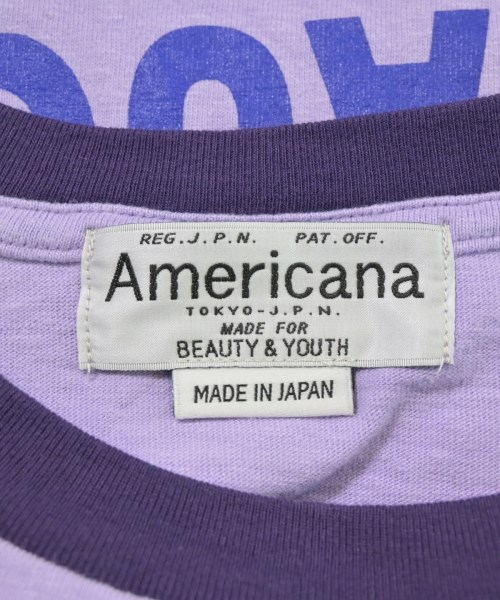 REG.J.P.N. PAT.OFF.
Americana
TOKYO-J.P.N.
MADE FOR
BEAUTY & YOUTH
MADE IN JAPAN